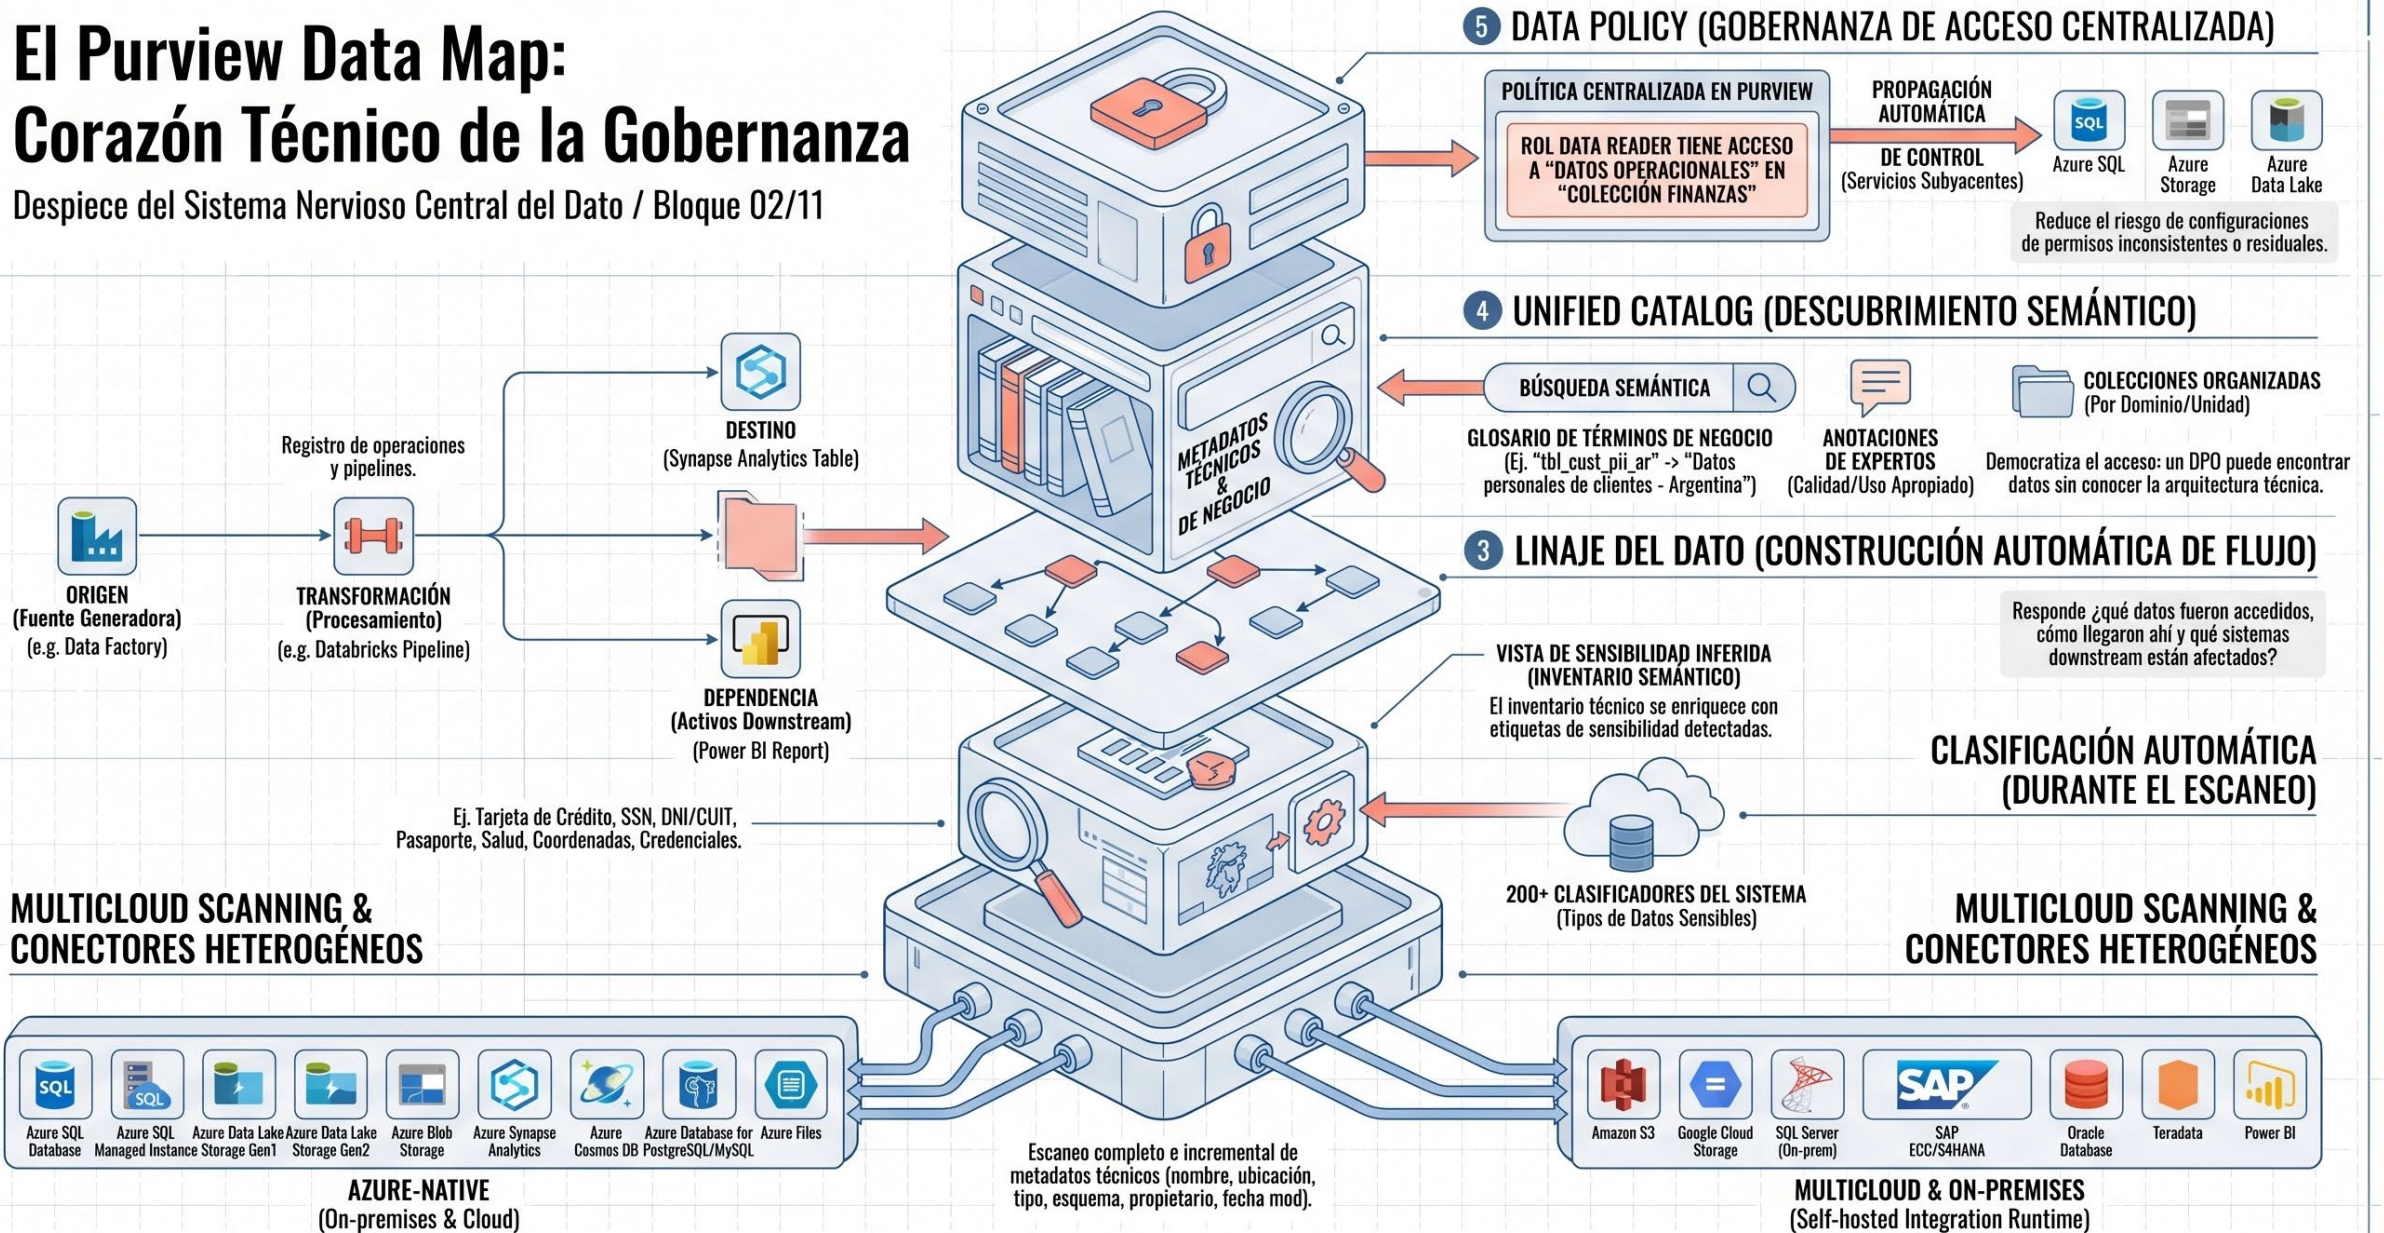 El Purview Data Map:
Corazón Técnico de la Gobernanza
Despiece del Sistema Nervioso Central del Dato / Bloque 02/11
5 DATA POLICY (GOBERNANZA DE ACCESO CENTRALIZADA)
POLÍTICA CENTRALIZADA EN PURVIEW
ROL DATA READER TIENE ACCESO
A “DATOS OPERACIONALES” EN
“COLECCIÓN FINANZAS”
PROPAGACIÓN
AUTOMÁTICA
DE CONTROL
(Servicios Subyacentes)
SQL
Azure SQL
Azure
Storage
Azure
Data Lake
Reduce el riesgo de configuraciones
de permisos inconsistentes o residuales.
4 UNIFIED CATALOG (DESCUBRIMIENTO SEMÁNTICO)
BÚSQUEDA SEMÁNTICA
GLOSARIO DE TÉRMINOS DE NEGOCIO
(Ej. “tbl_cust_pii_ar” -> “Datos
personales de clientes - Argentina”)
ANOTACIONES
DE EXPERTOS
(Calidad/Uso Apropiado)
COLECCIONES ORGANIZADAS
(Por Dominio/Unidad)
Democratiza el acceso: un DPO puede encontrar
datos sin conocer la arquitectura técnica.
METADATOS
TÉCNICOS
&
DE NEGOCIO
3 LINAJE DEL DATO (CONSTRUCCIÓN AUTOMÁTICA DE FLUJO)
Responde ¿qué datos fueron accedidos,
cómo llegaron ahí y qué sistemas
downstream están afectados?
Registro de operaciones
y pipelines.
ORIGEN
(Fuente Generadora)
(e.g. Data Factory)
TRANSFORMACIÓN
(Procesamiento)
(e.g. Databricks Pipeline)
DESTINO
(Synapse Analytics Table)
DEPENDENCIA
(Activos Downstream)
(Power BI Report)
VISTA DE SENSIBILIDAD INFERIDA
(INVENTARIO SEMÁNTICO)
El inventario técnico se enriquece con
etiquetas de sensibilidad detectadas.
CLASIFICACIÓN AUTOMÁTICA
(DURANTE EL ESCANEO)
200+ CLASIFICADORES DEL SISTEMA
(Tipos de Datos Sensibles)
Ej. Tarjeta de Crédito, SSN, DNI/CUIT,
Pasaporte, Salud, Coordenadas, Credenciales.
MULTICLOUD SCANNING &
CONECTORES HETEROGÉNEOS
SQL
Azure SQL
Database
SQL
Azure SQL
Managed Instance
Azure Data Lake
Storage Gen1
Azure Data Lake
Storage Gen2
Azure Blob
Storage
Azure Synapse
Analytics
Azure
Cosmos DB
Azure Database for
PostgreSQL/MySQL
Azure Files
AZURE-NATIVE
(On-premises & Cloud)
Escaneo completo e incremental de
metadatos técnicos (nombre, ubicación,
tipo, esquema, propietario, fecha mod).
MULTICLOUD SCANNING &
CONECTORES HETEROGÉNEOS
Amazon S3
Google Cloud
Storage
SQL Server
(On-prem)
SAP
SAP
ECC/S4HANA
Oracle
Database
Teradata
Power BI
MULTICLOUD & ON-PREMISES
(Self-hosted Integration Runtime)